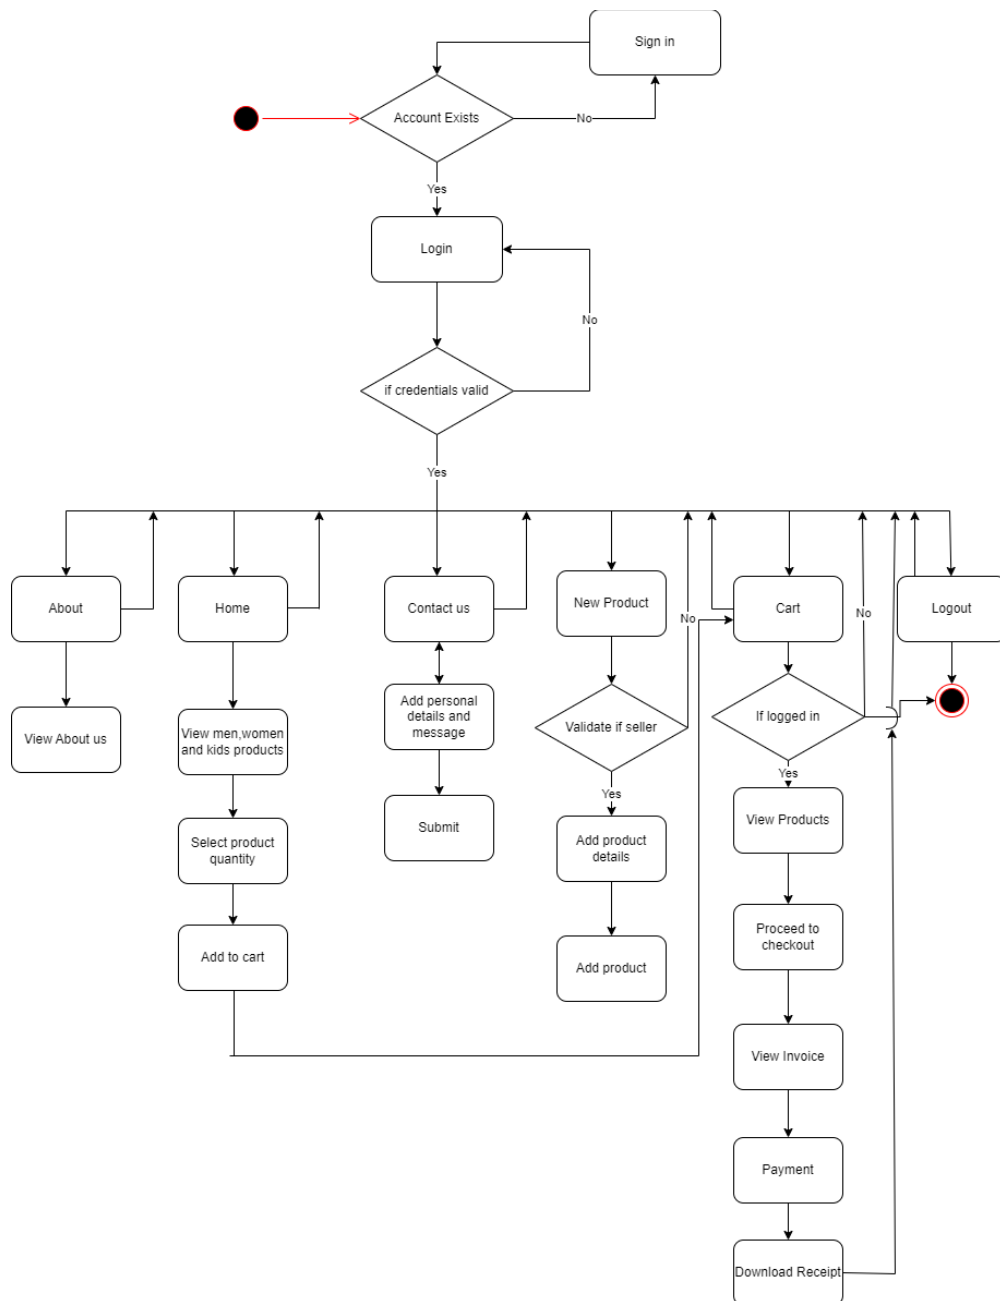 Sign in
Account Exists
No
Yes
Login
No
if credentials valid
Yes
About
Home
Contact us
New Product
Cart
Logout
No
No
View About us
View men,women
and kids products
Add personal
details and
message
Validate if seller
If logged in
Yes
Yes
Select product
quantity
Submit
Add product
details
View Products
Add to cart
Add product
Proceed to
checkout
View Invoice
Payment
Download Receipt